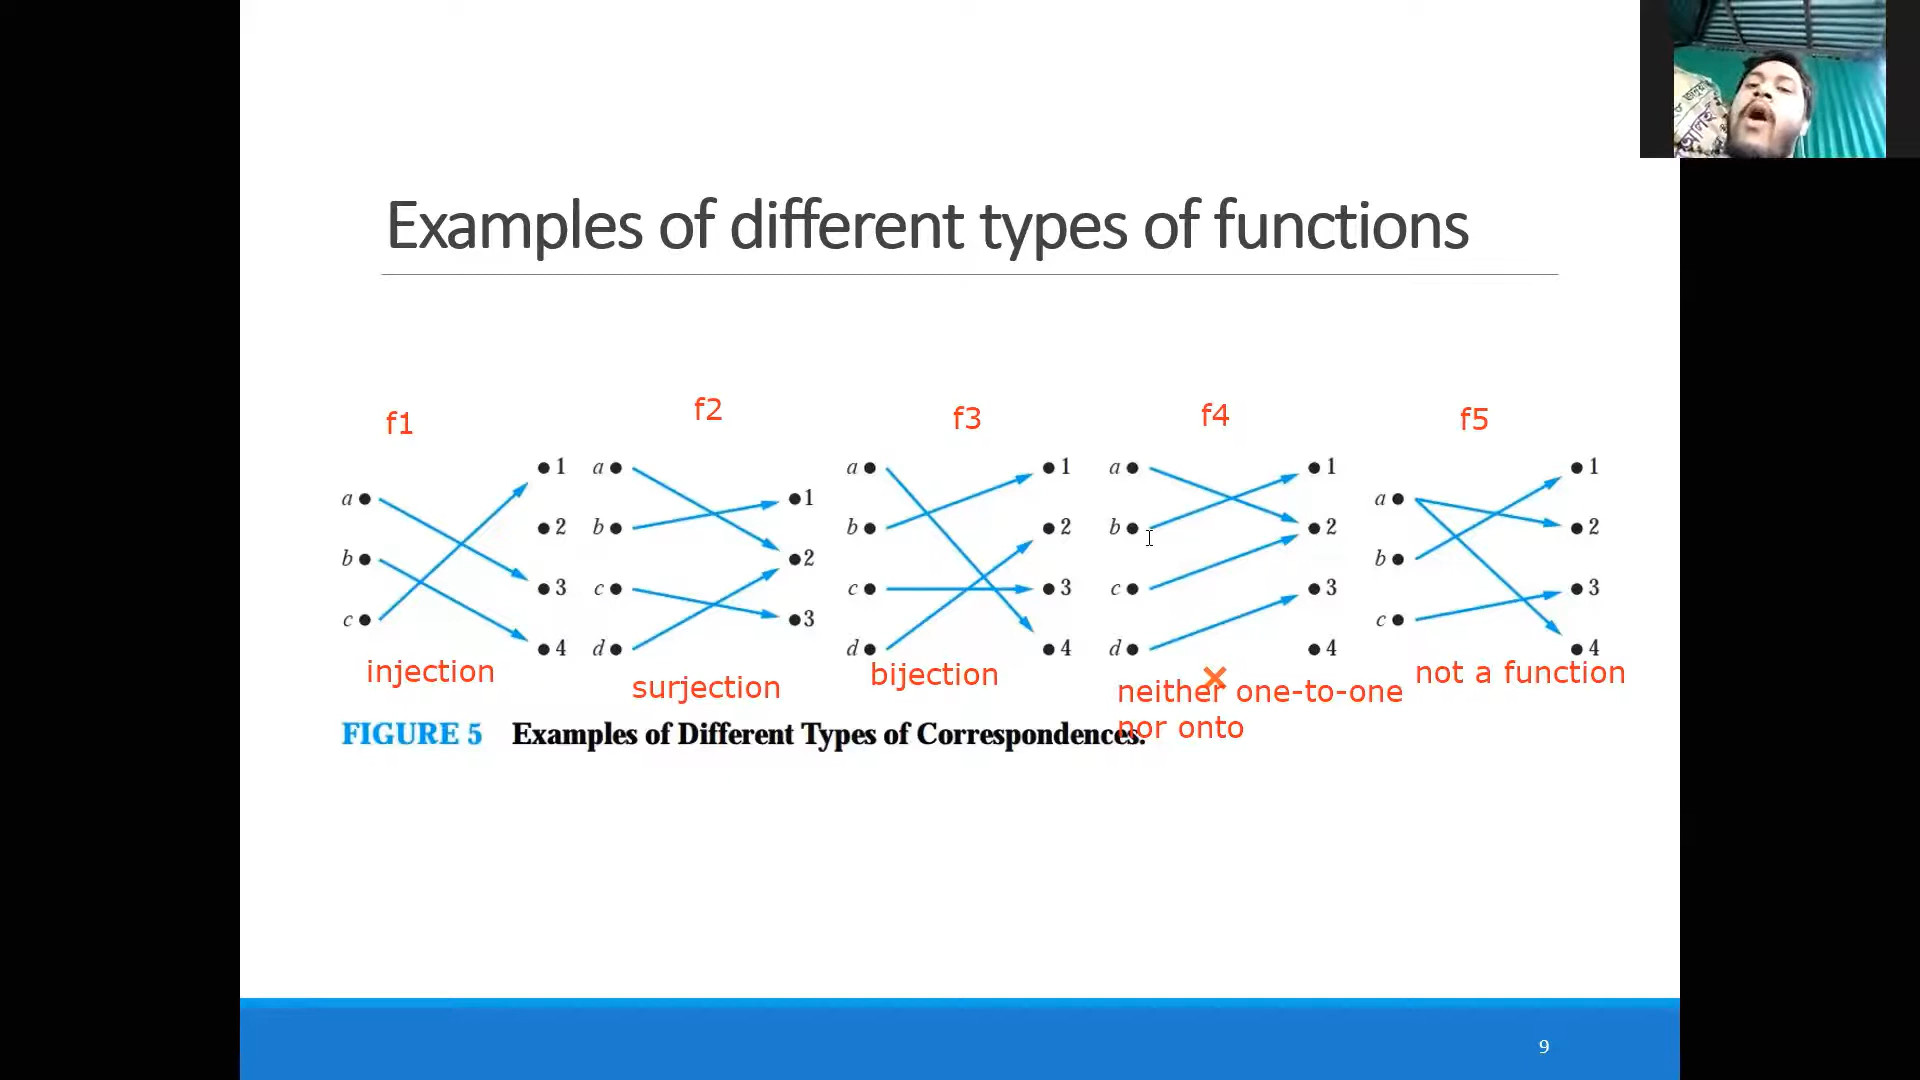 Examples of different types of functions
f1
f2
f3
f4
f5
a
b
c
1
2
3
4
a
b
c
d
1
2
3
a
b
c
d
1
2
3
4
a
b
c
d
1
2
3
4
a
b
c
1
2
3
4
injection
surjection
bijection
neither one-to-one
nor onto
not a function
FIGURE 5 Examples of Different Types of Correspondences.
9